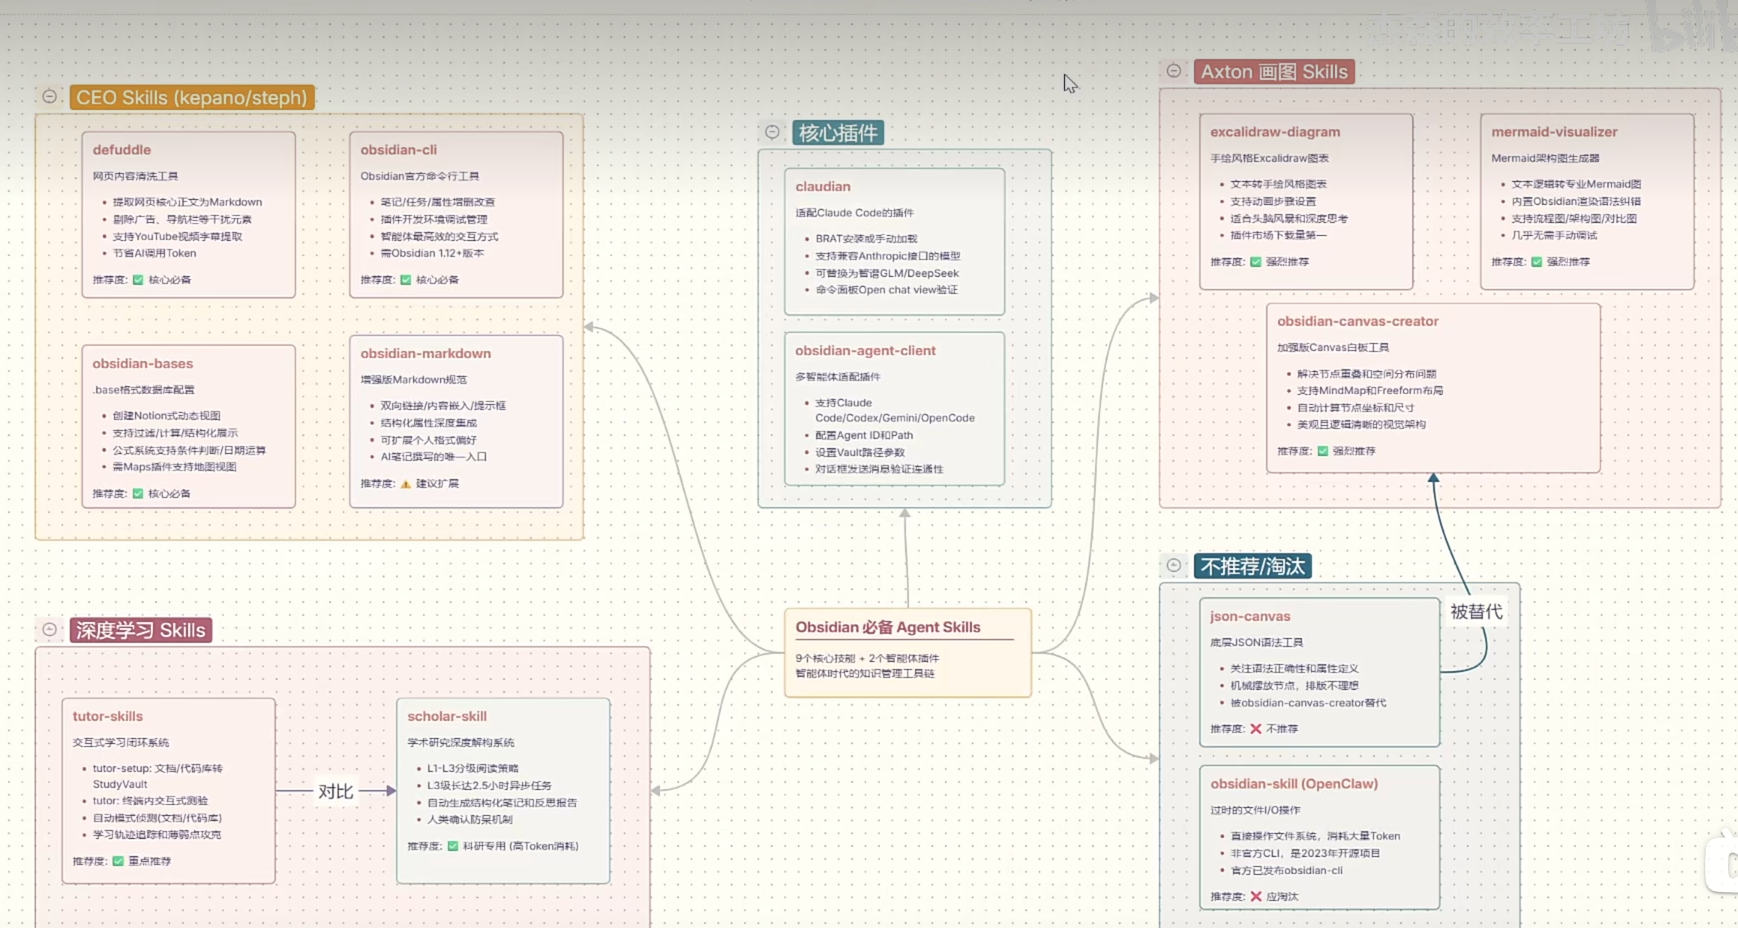 CEO Skills (kepano/steph)
defuddle
网页内容清洗工具
• 提取网页核心正文为Markdown
• 剔除广告、导航栏等干扰元素
• 支持YouTube视频字幕提取
• 节省AI调用Token
推荐度: ✅ 核心必备
obsidian-cli
Obsidian官方命令行工具
• 笔记/任务/属性增删改查
• 插件开发环境调试管理
• 智能体最高效的交互方式
• 需Obsidian 1.12+版本
推荐度: ✅ 核心必备
obsidian-bases
.base格式数据库配置
• 创建Notion式动态视图
• 支持过滤/计算/结构化展示
• 公式系统支持条件判断/日期运算
• 需Maps插件支持地图视图
推荐度: ✅ 核心必备
obsidian-markdown
增强版Markdown规范
• 双向链接/内容嵌入/提示框
• 结构化属性深度集成
• 可扩展个人格式偏好
• AI笔记撰写的唯一入口
推荐度: ⚠️ 建议扩展
核心插件
claudian
适配Claude Code的插件
• BRAT安装或手动加载
• 支持兼容Anthropic接口的模型
• 可替换为智谱GLM/DeepSeek
• 命令面板Open chat view验证
obsidian-agent-client
多智能体适配插件
• 支持Claude
Code/Codex/Gemini/OpenCode
• 配置Agent ID和Path
• 设置Vault路径参数
• 对话框发送消息验证连通性
Axton 画图 Skills
excalidraw-diagram
手绘风格Excalidraw图表
• 文本转手绘风格图表
• 支持动画步骤设置
• 适合头脑风暴和深度思考
• 插件市场下载量第一
推荐度: ✅ 强烈推荐
mermaid-visualizer
Mermaid架构图生成器
• 文本逻辑转专业Mermaid图
• 内置Obsidian渲染语法纠错
• 支持流程图/架构图/对比图
• 几乎无需手动调试
推荐度: ✅ 强烈推荐
obsidian-canvas-creator
加强版Canvas白板工具
• 解决节点重叠和空间分布问题
• 支持MindMap和Freeform布局
• 自动计算节点坐标和尺寸
• 美观且逻辑清晰的视觉架构
推荐度: ✅ 强烈推荐
Obsidian 必备 Agent Skills
9个核心技能 + 2个智能体插件
智能体时代的知识管理工具链
深度学习 Skills
tutor-skills
交互式学习闭环系统
• tutor-setup: 文档/代码库转
StudyVault
• tutor: 终端内交互式测验
• 自动模式侦测(文档/代码库)
• 学习轨迹追踪和薄弱点攻克
推荐度: ✅ 重点推荐
对比
scholar-skill
学术研究深度解构系统
• L1-L3分级阅读策略
• L3级长达2.5小时异步任务
• 自动生成结构化笔记和反思报告
• 人类确认防呆机制
推荐度: ✅ 科研专用 (高Token消耗)
不推荐/淘汰
json-canvas
底层JSON语法工具
• 关注语法正确性和属性定义
• 机械摆放节点，排版不理想
• 被obsidian-canvas-creator替代
推荐度: ❌ 不推荐
被替代
obsidian-skill (OpenClaw)
过时的文件I/O操作
• 直接操作文件系统，消耗大量Token
• 非官方CLI，是2023年开源项目
• 官方已发布obsidian-cli
推荐度: ❌ 应淘汰